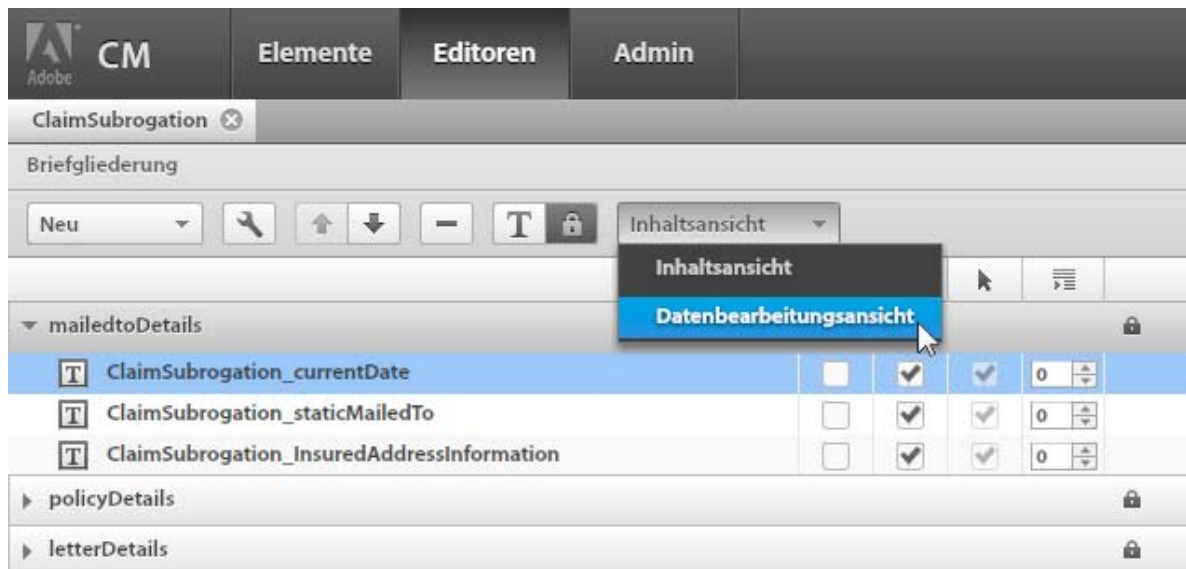 Adobe CM Elemente Editoren Admin
ClaimSubrogation
Briefgliederung
Neu T Inhaltsansicht
Inhaltsansicht
Datenbearbeitungsansicht
mailedtoDetails
T ClaimSubrogation_currentDate 0
T ClaimSubrogation_staticMailedTo 0
T ClaimSubrogation_InsuredAddressInformation 0
policyDetails
letterDetails